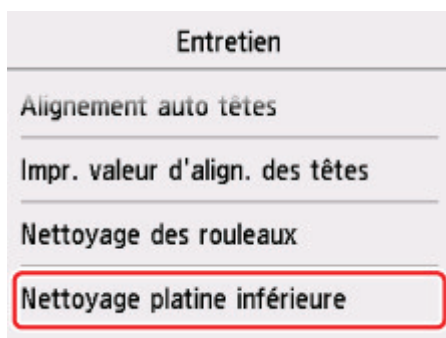 Entretien
Alignement auto têtes
Impr. valeur d'align. des têtes
Nettoyage des rouleaux
Nettoyage platine inférieure